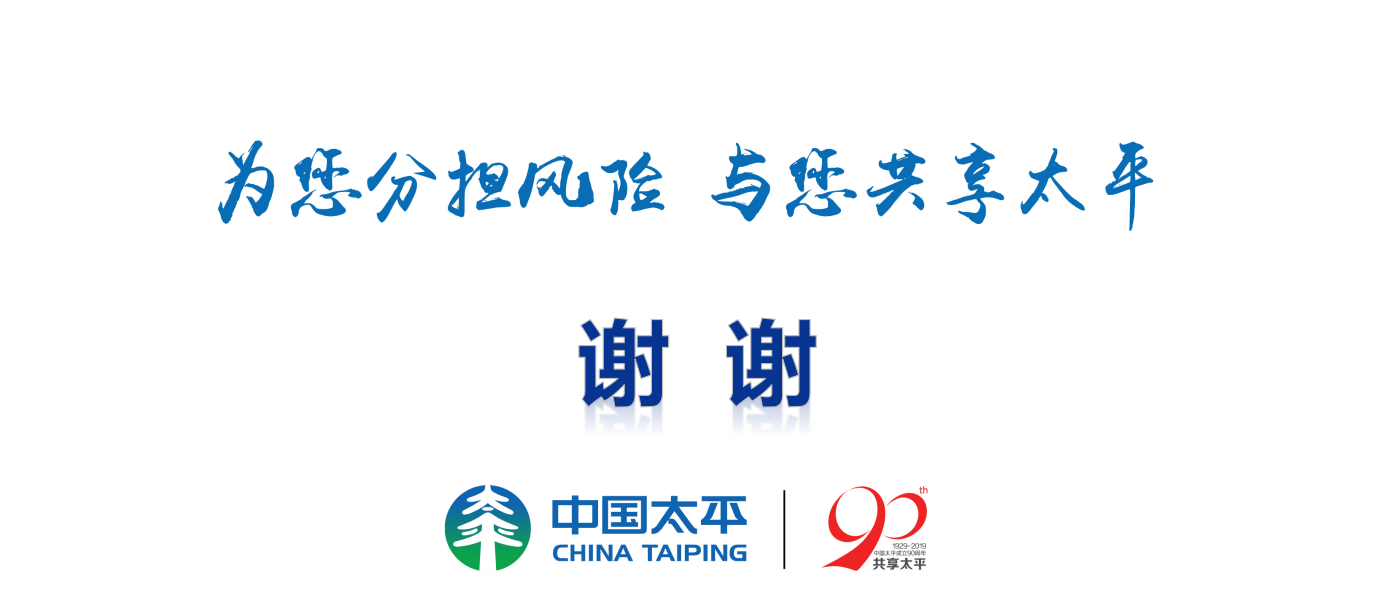 为您分担风险 与您共享太平
谢 谢
中国太平
CHINA TAIPING
90th
1929-2019
中国太平成立90周年
共享太平